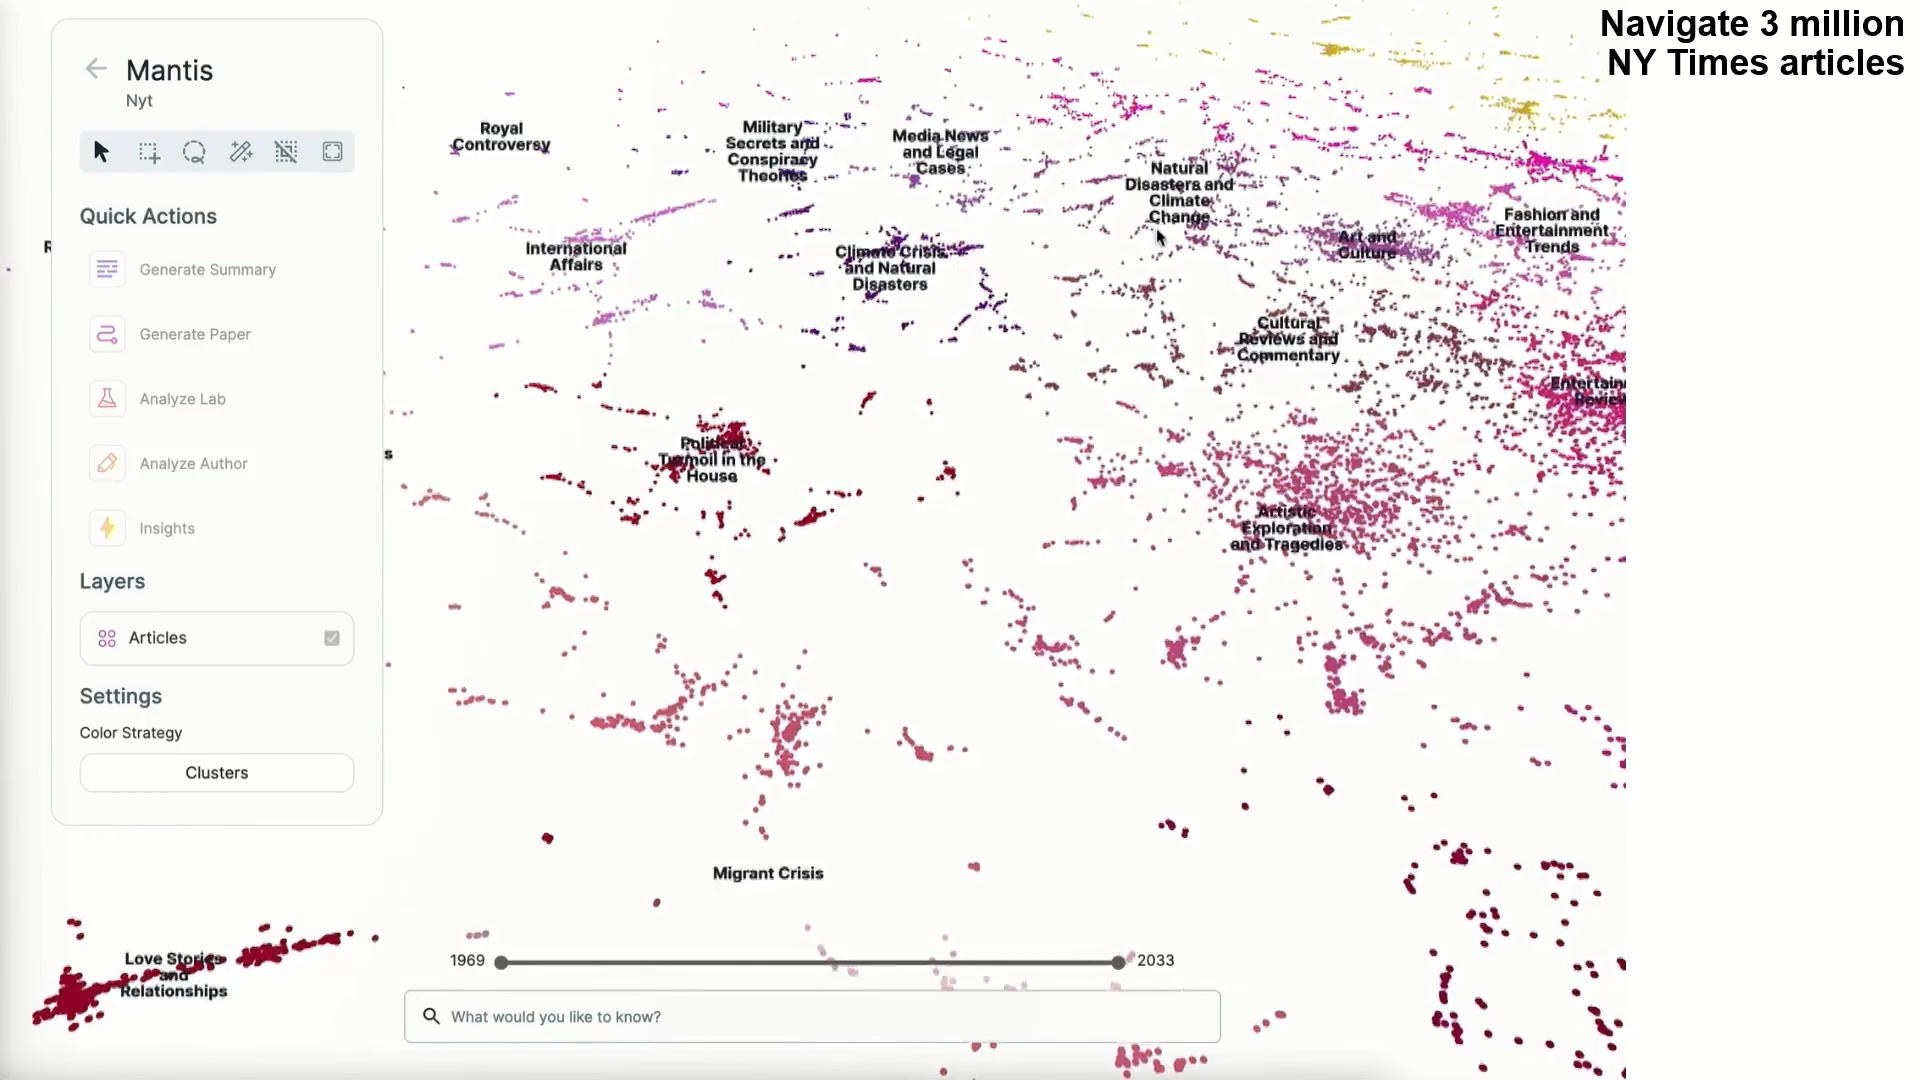 Navigate 3 million
NY Times articles
Mantis
Nyt
Quick Actions
Generate Summary
Generate Paper
Analyze Lab
Analyze Author
Insights
Layers
Articles
Settings
Color Strategy
Clusters
Royal
Controversy
Military
Secrets and
Conspiracy
Theories
Media News
and Legal
Cases
Natural
Disasters and
Climate
Change
Fashion and
Entertainment
Trends
Art and
Culture
International
Affairs
Climate Crisis
and Natural
Disasters
Cultural
Reviews and
Commentary
Political
Turmoil in the
House
Artistic
Exploration
and Tragedies
Migrant Crisis
Love Stories
and
Relationships
1969
2033
What would you like to know?